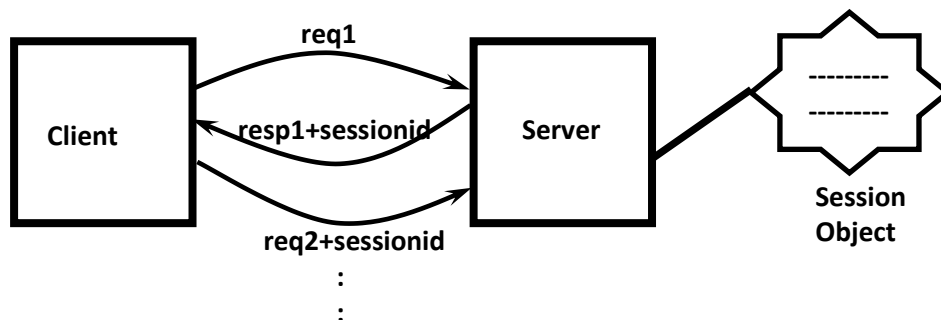 req1
Client
resp1+sessionid
Server
req2+sessionid
:
:
---------
---------
Session
Object